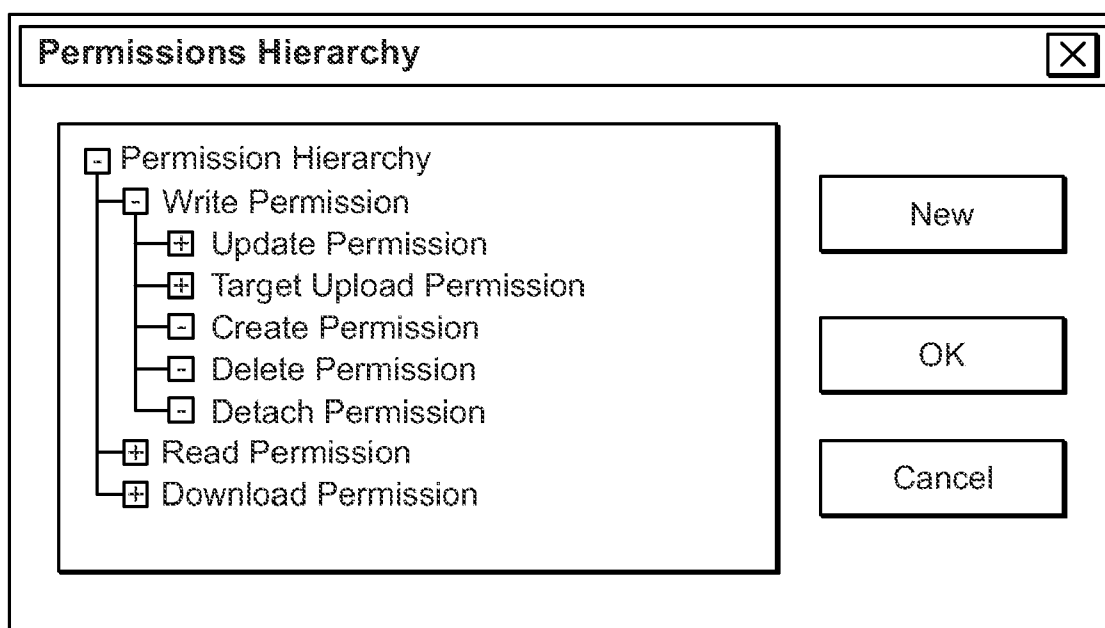 Permissions Hierarchy
Permission Hierarchy
Write Permission
Update Permission
Target Upload Permission
Create Permission
Delete Permission
Detach Permission
Read Permission
Download Permission
New
OK
Cancel